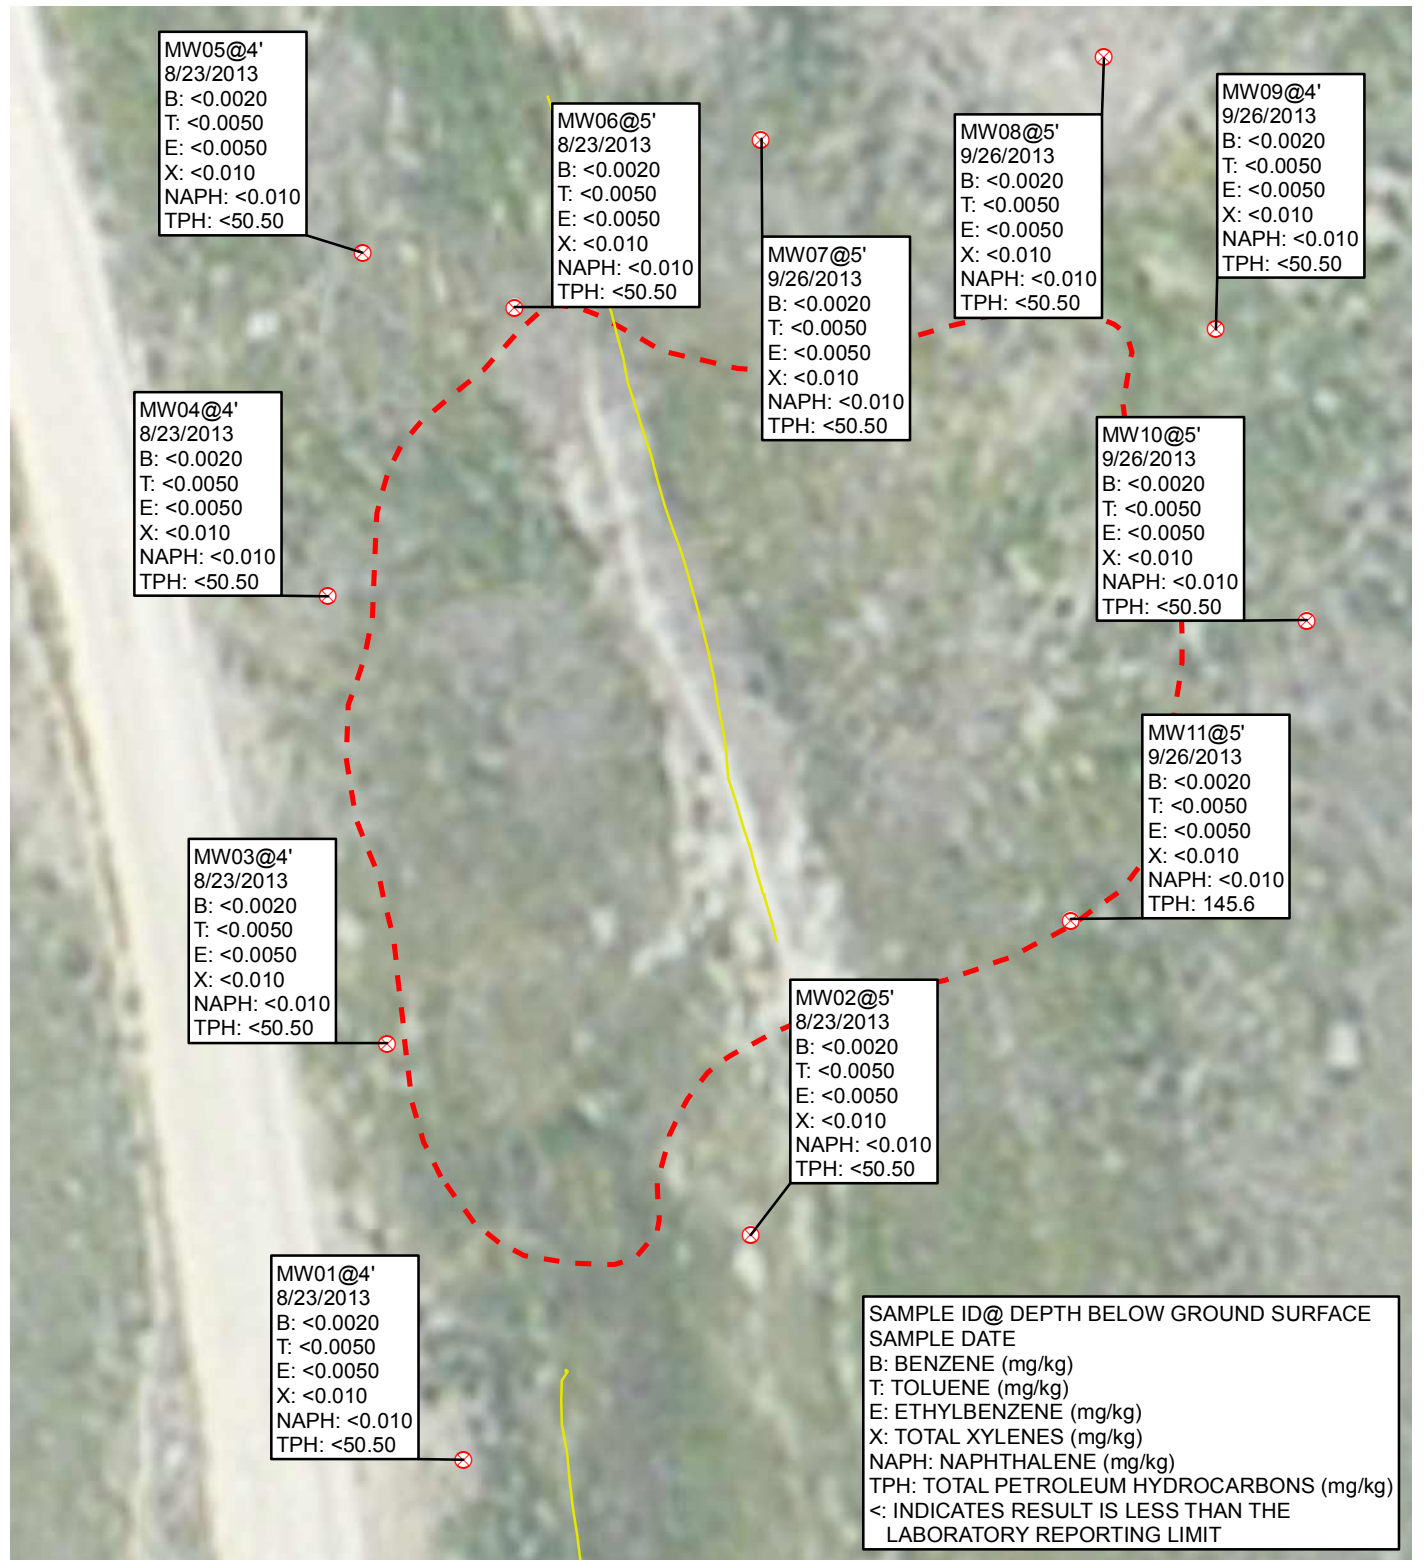 MW05@4'
8/23/2013
B: <0.0020
T: <0.0050
E: <0.0050
X: <0.010
NAPH: <0.010
TPH: <50.50
MW06@5'
8/23/2013
B: <0.0020
T: <0.0050
E: <0.0050
X: <0.010
NAPH: <0.010
TPH: <50.50
MW07@5'
9/26/2013
B: <0.0020
T: <0.0050
E: <0.0050
X: <0.010
NAPH: <0.010
TPH: <50.50
MW08@5'
9/26/2013
B: <0.0020
T: <0.0050
E: <0.0050
X: <0.010
NAPH: <0.010
TPH: <50.50
MW09@4'
9/26/2013
B: <0.0020
T: <0.0050
E: <0.0050
X: <0.010
NAPH: <0.010
TPH: <50.50
MW04@4'
8/23/2013
B: <0.0020
T: <0.0050
E: <0.0050
X: <0.010
NAPH: <0.010
TPH: <50.50
MW10@5'
9/26/2013
B: <0.0020
T: <0.0050
E: <0.0050
X: <0.010
NAPH: <0.010
TPH: <50.50
MW11@5'
9/26/2013
B: <0.0020
T: <0.0050
E: <0.0050
X: <0.010
NAPH: <0.010
TPH: 145.6
MW03@4'
8/23/2013
B: <0.0020
T: <0.0050
E: <0.0050
X: <0.010
NAPH: <0.010
TPH: <50.50
MW02@5'
8/23/2013
B: <0.0020
T: <0.0050
E: <0.0050
X: <0.010
NAPH: <0.010
TPH: <50.50
MW01@4'
8/23/2013
B: <0.0020
T: <0.0050
E: <0.0050
X: <0.010
NAPH: <0.010
TPH: <50.50
SAMPLE ID@ DEPTH BELOW GROUND SURFACE
SAMPLE DATE
B: BENZENE (mg/kg)
T: TOLUENE (mg/kg)
E: ETHYLBENZENE (mg/kg)
X: TOTAL XYLENES (mg/kg)
NAPH: NAPHTHALENE (mg/kg)
TPH: TOTAL PETROLEUM HYDROCARBONS (mg/kg)
<: INDICATES RESULT IS LESS THAN THE
LABORATORY REPORTING LIMIT